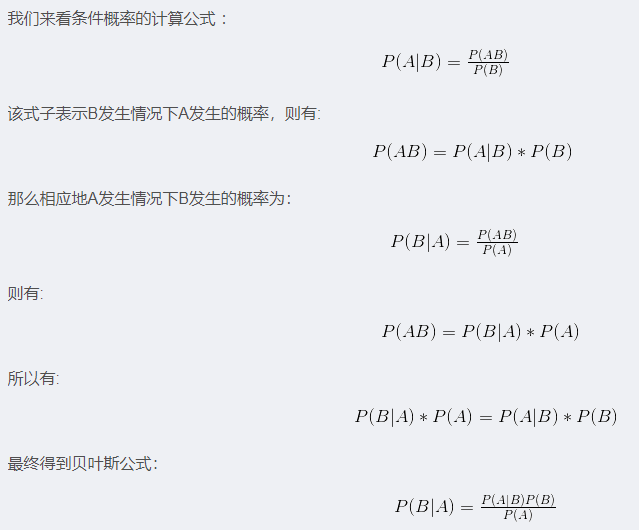 我们来看条件概率的计算公式：
P(A|B) = P(AB)/P(B)
该式子表示B发生情况下A发生的概率，则有:
P(AB) = P(A|B) * P(B)
那么相应地A发生情况下B发生的概率为：
P(B|A) = P(AB)/P(A)
则有:
P(AB) = P(B|A) * P(A)
所以有:
P(B|A) * P(A) = P(A|B) * P(B)
最终得到贝叶斯公式：
P(B|A) = P(A|B)P(B)/P(A)